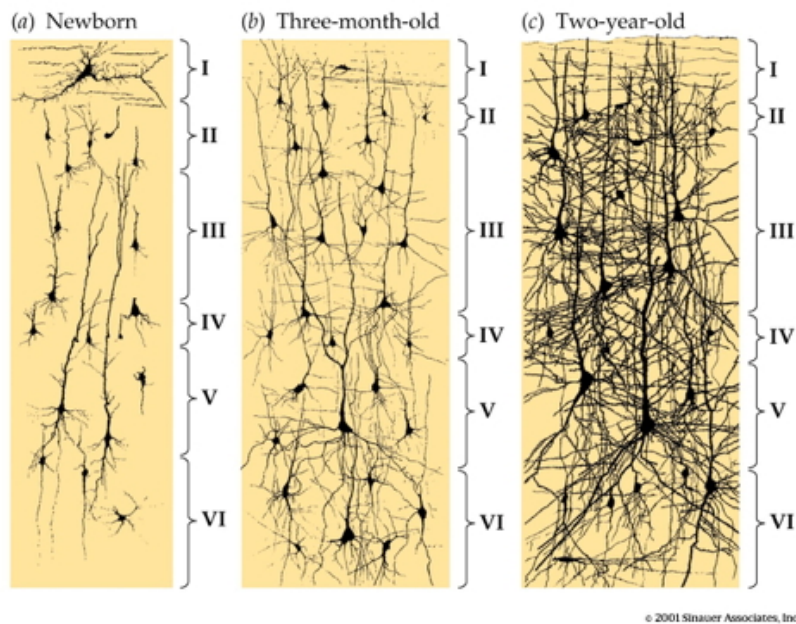 (a) Newborn
I
II
III
IV
V
VI
(b) Three-month-old
I
II
III
IV
V
VI
(c) Two-year-old
I
II
III
IV
V
VI
© 2001 Sinauer Associates, Inc